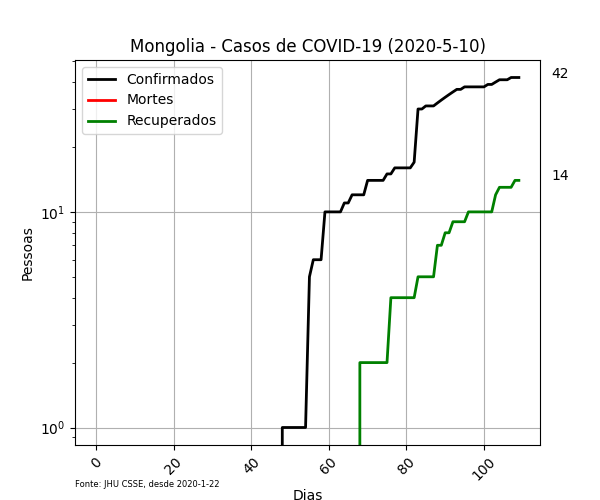 Mongolia - Casos de COVID-19 (2020-5-10)
Confirmados
Mortes
Recuperados
42
14
10¹
10⁰
Pessoas
0
20
40
60
80
100
Fonte: JHU CSSE, desde 2020-1-22
Dias